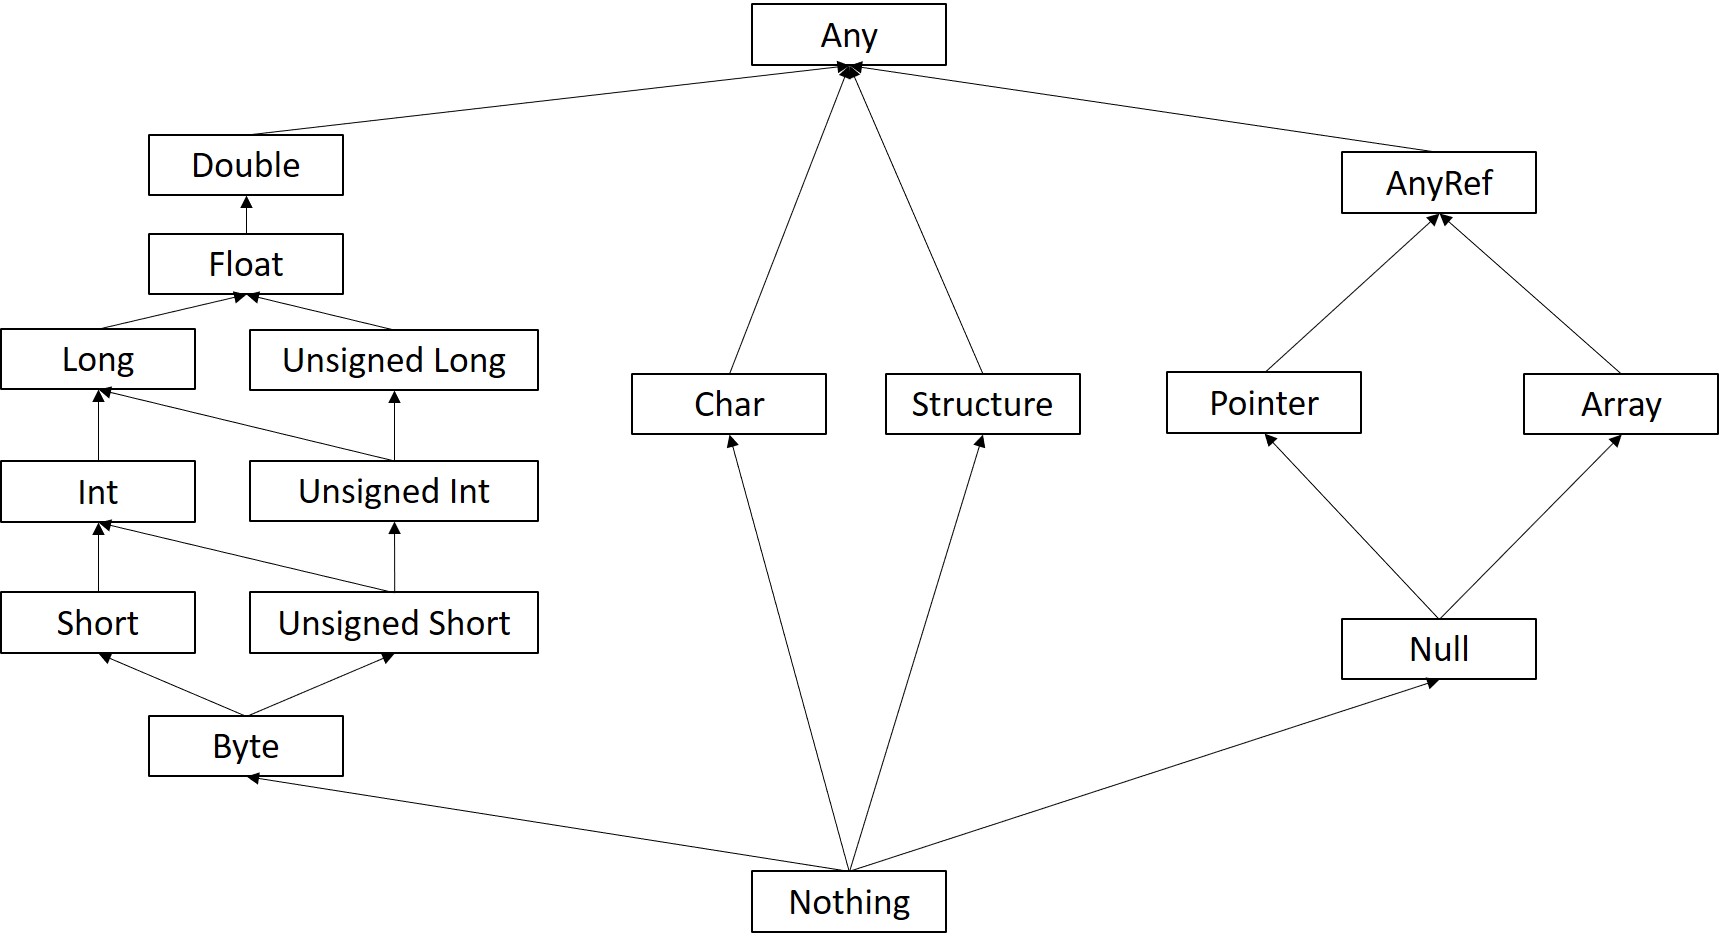 Any
Double
AnyRef
Float
Long
Unsigned Long
Char
Structure
Pointer
Array
Int
Unsigned Int
Short
Unsigned Short
Null
Byte
Nothing